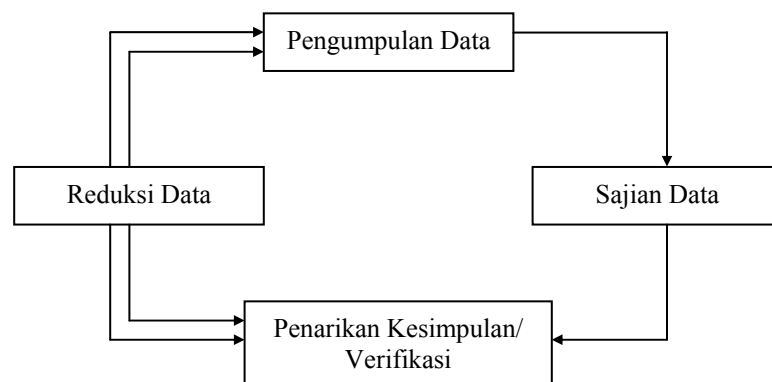 Pengumpulan Data
Reduksi Data
Sajian Data
Penarikan Kesimpulan/
Verifikasi